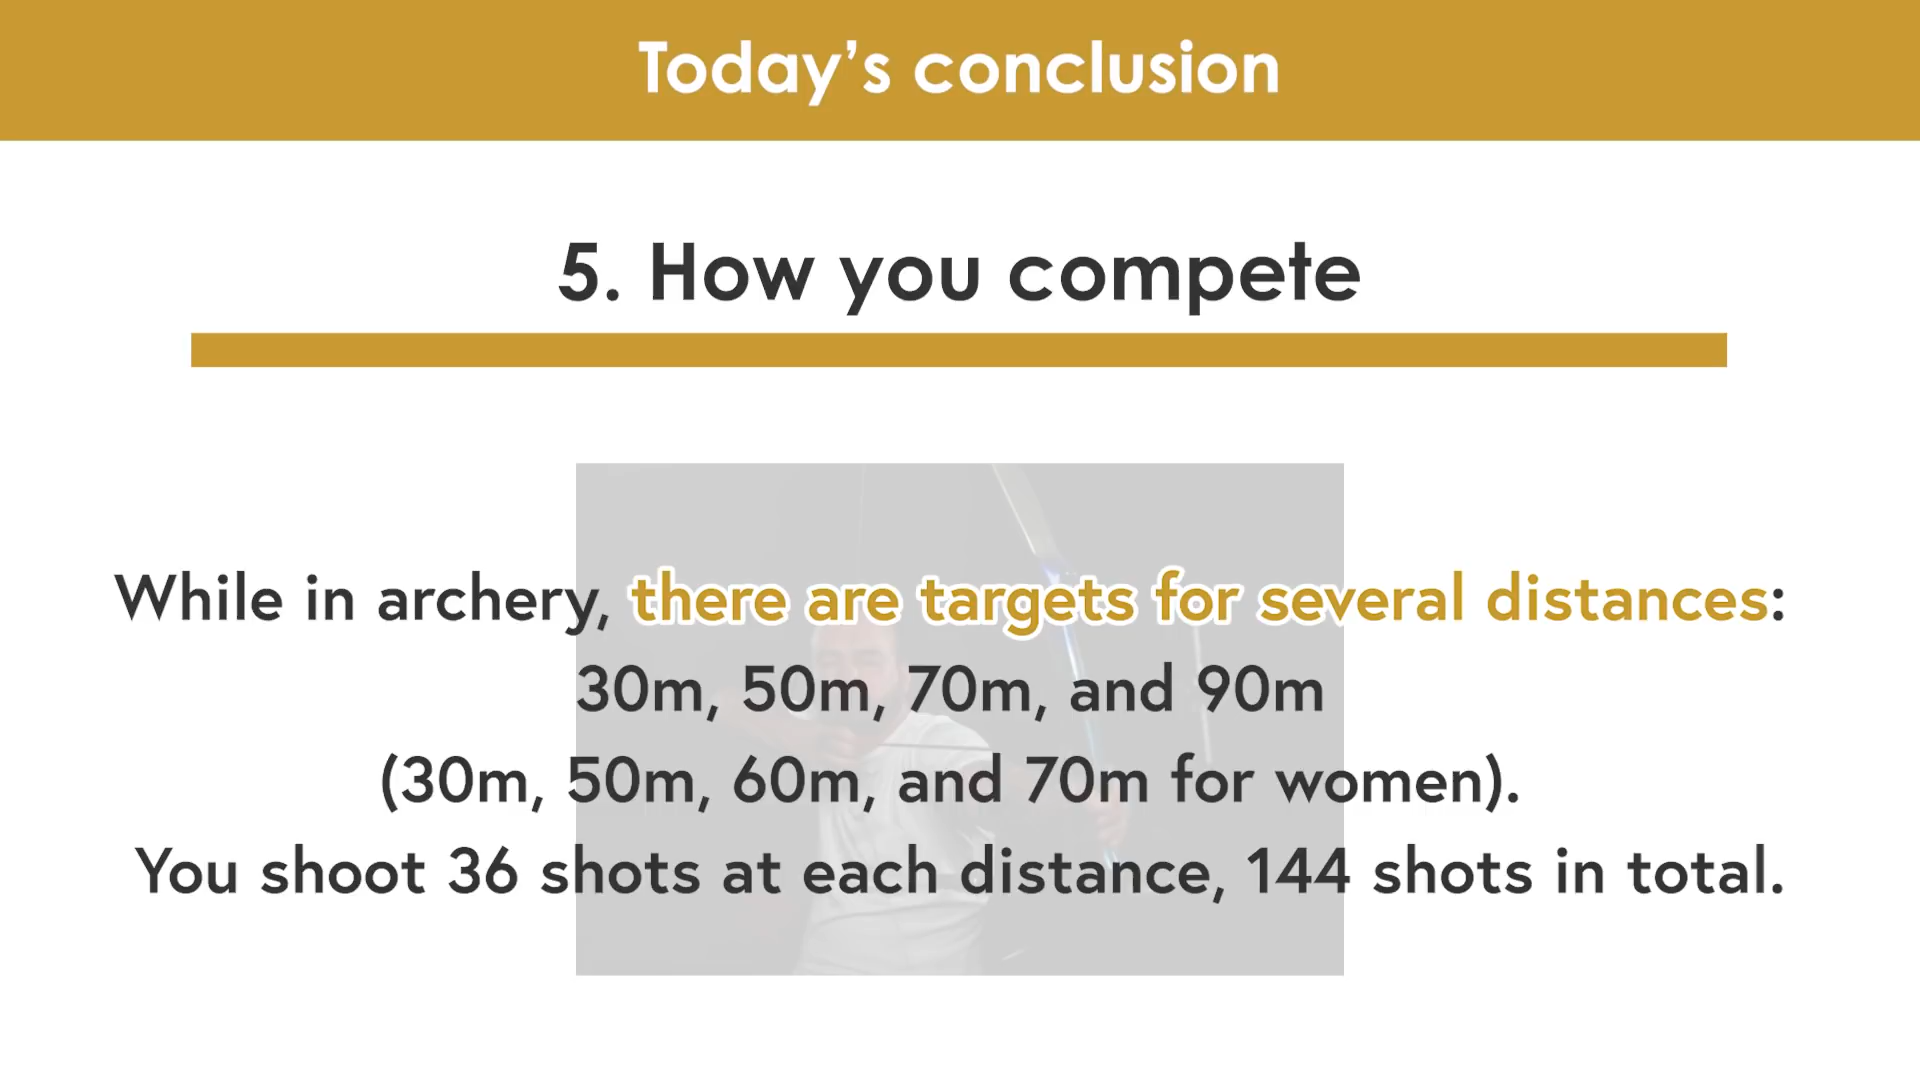 Today’s conclusion
5. How you compete
While in archery, there are targets for several distances:
30m, 50m, 70m, and 90m
(30m, 50m, 60m, and 70m for women).
You shoot 36 shots at each distance, 144 shots in total.